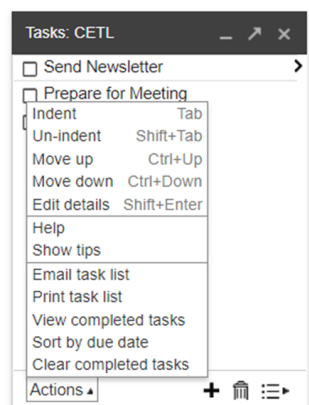 Tasks: CETL
Send Newsletter
Prepare for Meeting
Indent Tab
Un-indent Shift+Tab
Move up Ctrl+Up
Move down Ctrl+Down
Edit details Shift+Enter
Help
Show tips
Email task list
Print task list
View completed tasks
Sort by due date
Clear completed tasks
Actions